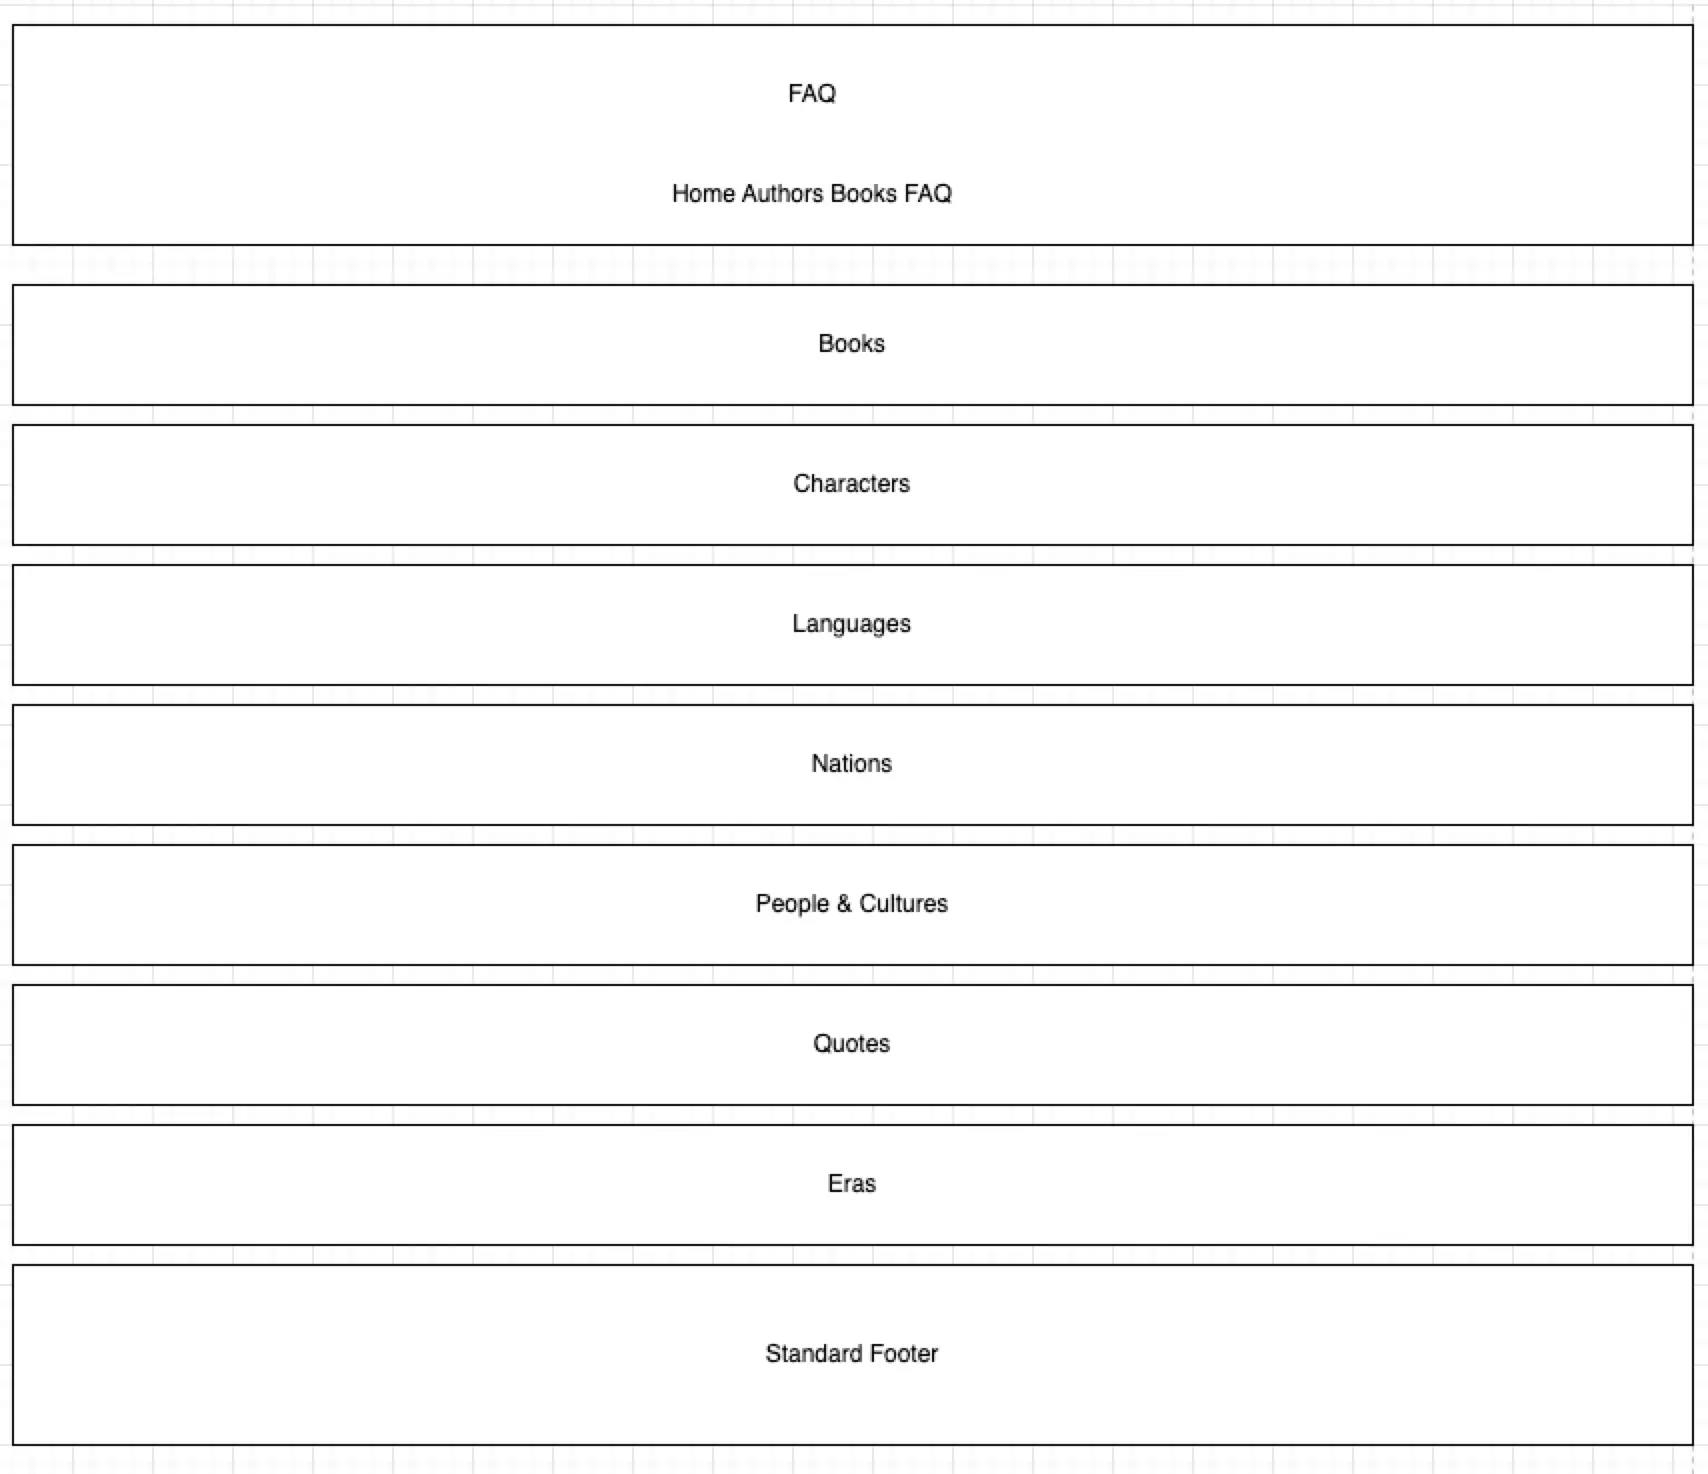 FAQ
Home Authors Books FAQ
Books
Characters
Languages
Nations
People & Cultures
Quotes
Eras
Standard Footer